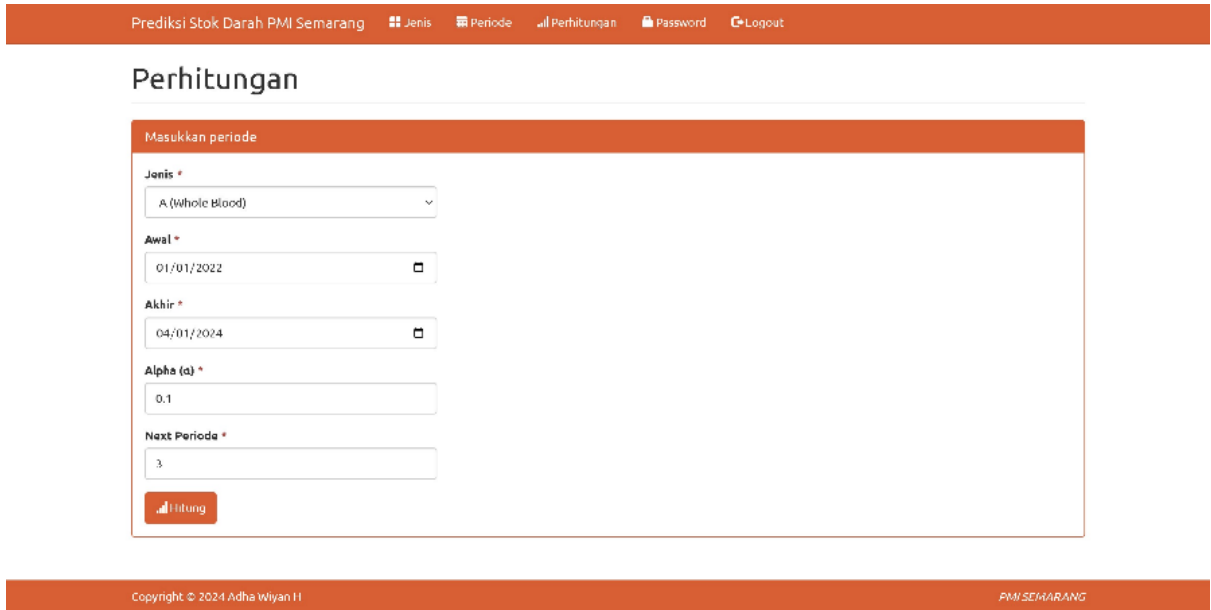 Prediksi Stok Darah PMI Semarang Jenis Periode Perhitungan Password Logout
Perhitungan
Masukkan periode
Jenis *
A (Whole Blood)
Awal *
01/01/2022
Akhir *
04/01/2024
Alpha (α) *
0.1
Next Periode *
3
Hitung
Copyright © 2024 Adha Wiyan H PMI SEMARANG